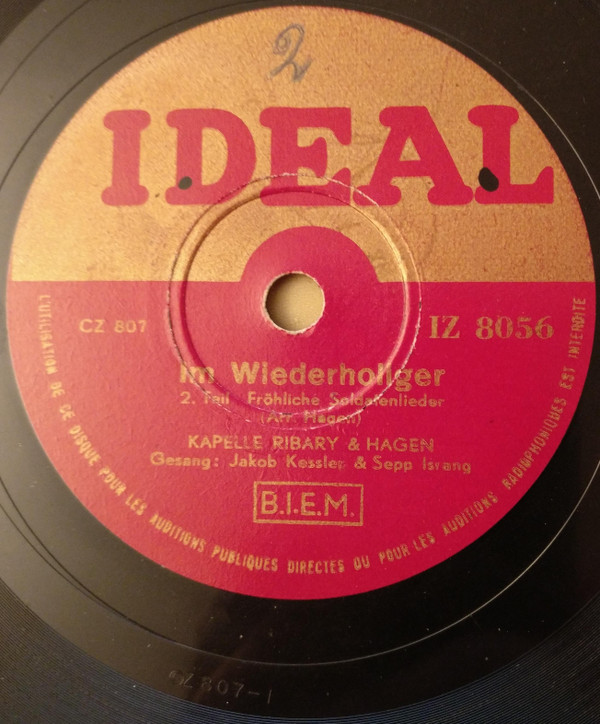 2
IDEAL
CZ 807
IZ 8056
Im Wiederholiger
2. Teil Fröhliche Soldatenlieder
(Arr. Hagen)
KAPELLE RIBARY & HAGEN
Gesang: Jakob Kessler & Sepp Israng
B.I.E.M.
L'UTILISATION DE CE DISQUE POUR LES AUDITIONS PUBLIQUES DIRECTES OU POUR LES AUDITIONS RADIOPHONIQUES EST INTERDITE
CZ 807-1